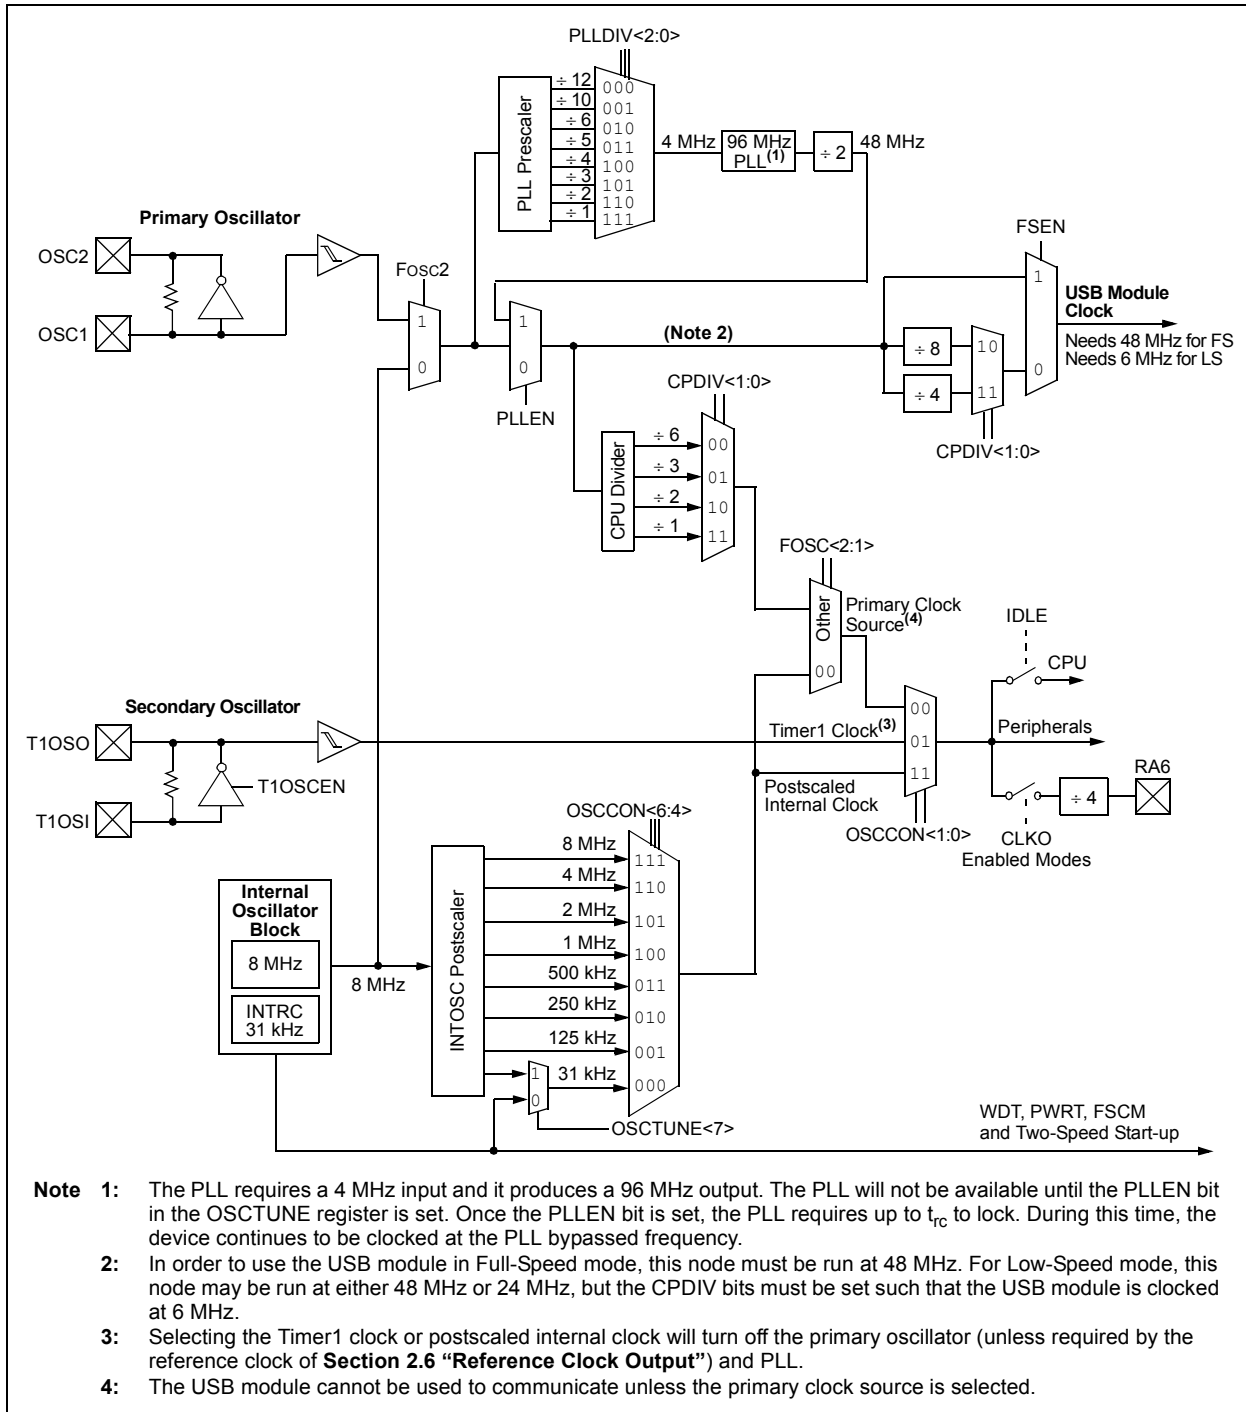 PLLDIV<2:0>
PLL Prescaler
÷ 12
÷ 10
÷ 6
÷ 5
÷ 4
÷ 3
÷ 2
÷ 1
000
001
010
011
100
101
110
111
4 MHz
96 MHz
PLL(1)
÷ 2
48 MHz
Primary Oscillator
OSC2
OSC1
FOSC2
1
0
1
0
PLLEN
(Note 2)
FSEN
1
0
USB Module
Clock
Needs 48 MHz for FS
Needs 6 MHz for LS
÷ 8
÷ 4
10
11
CPDIV<1:0>
CPDIV<1:0>
CPU Divider
÷ 6
÷ 3
÷ 2
÷ 1
00
01
10
11
FOSC<2:1>
Other
00
Primary Clock
Source(4)
IDLE
CPU
Secondary Oscillator
T1OSO
T1OSI
T1OSCEN
Timer1 Clock(3)
00
01
11
Peripherals
Postscaled
Internal Clock
OSCCON<1:0>
÷ 4
RA6
CLKO
Enabled Modes
OSCCON<6:4>
Internal
Oscillator
Block
8 MHz
INTRC
31 kHz
8 MHz
INTOSC Postscaler
8 MHz
4 MHz
2 MHz
1 MHz
500 kHz
250 kHz
125 kHz
31 kHz
111
110
101
100
011
010
001
000
1
0
OSCTUNE<7>
WDT, PWRT, FSCM
and Two-Speed Start-up
Note 1: The PLL requires a 4 MHz input and it produces a 96 MHz output. The PLL will not be available until the PLLEN bit
in the OSCTUNE register is set. Once the PLLEN bit is set, the PLL requires up to trc to lock. During this time, the
device continues to be clocked at the PLL bypassed frequency.
2: In order to use the USB module in Full-Speed mode, this node must be run at 48 MHz. For Low-Speed mode, this
node may be run at either 48 MHz or 24 MHz, but the CPDIV bits must be set such that the USB module is clocked
at 6 MHz.
3: Selecting the Timer1 clock or postscaled internal clock will turn off the primary oscillator (unless required by the
reference clock of Section 2.6 “Reference Clock Output”) and PLL.
4: The USB module cannot be used to communicate unless the primary clock source is selected.